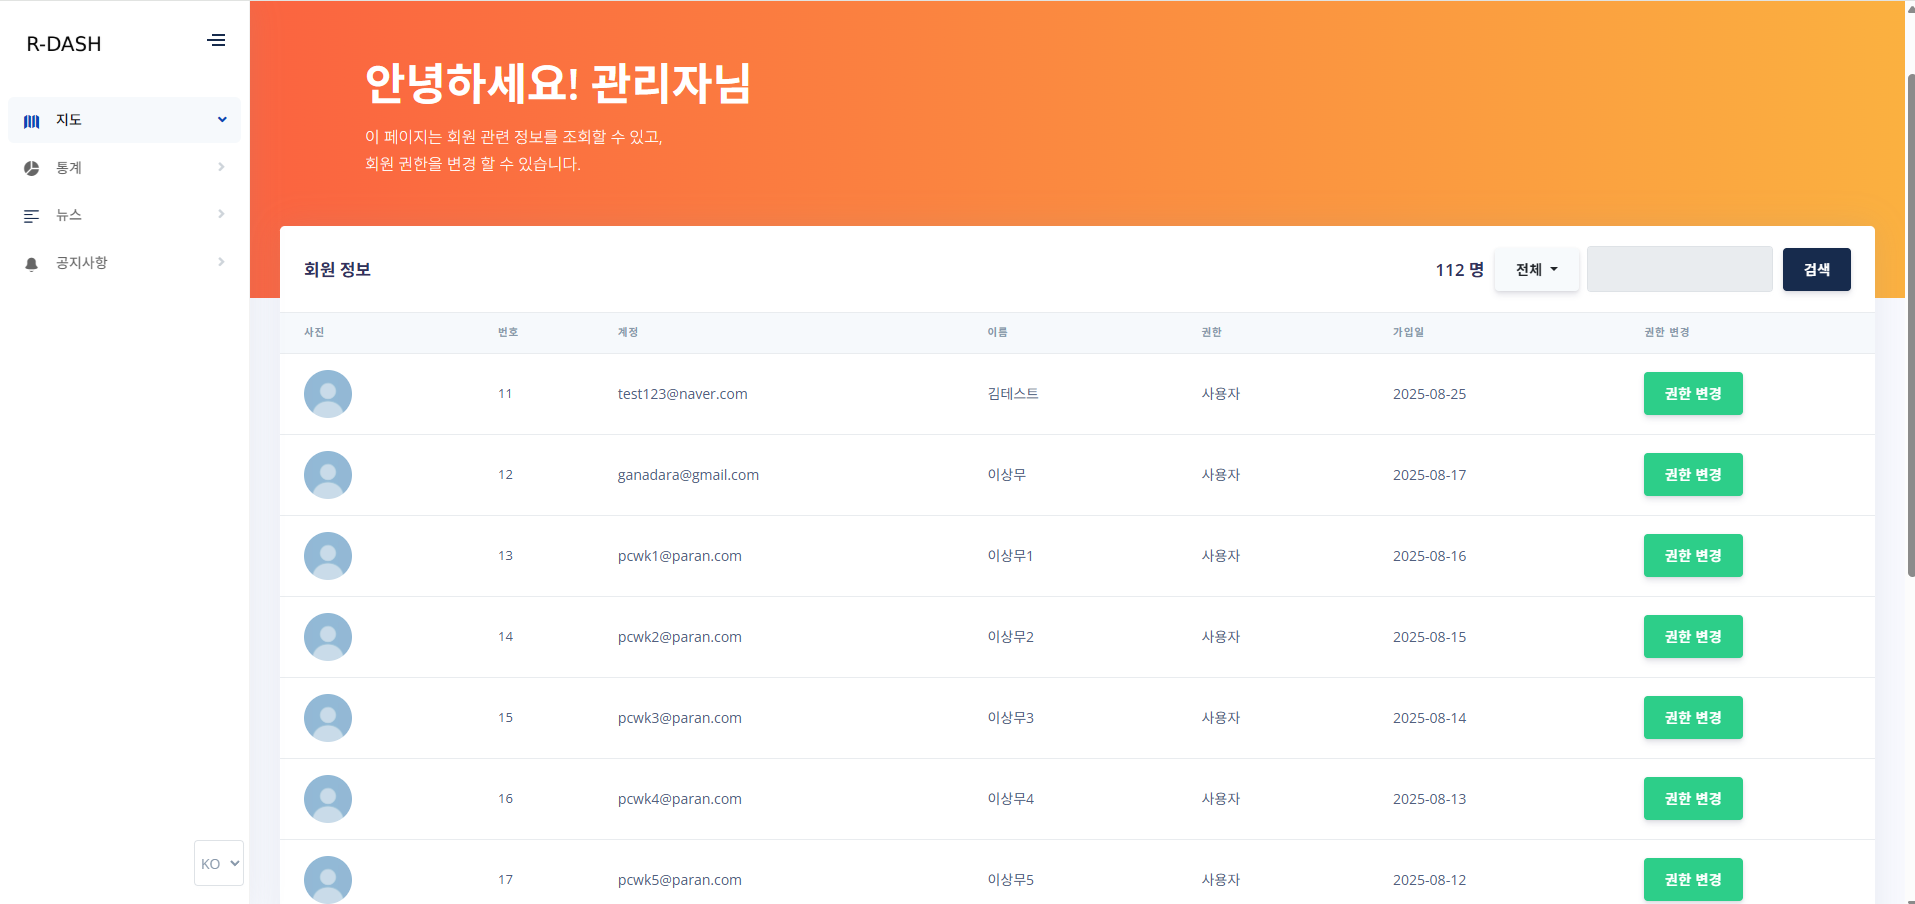 R-DASH
지도
통계
뉴스
공지사항
KO
안녕하세요! 관리자님
이 페이지는 회원 관련 정보를 조회할 수 있고,
회원 권한을 변경 할 수 있습니다.
회원 정보
112 명
전체
검색
사진 번호 계정 이름 권한 가입일 권한 변경
11 test123@naver.com 김테스트 사용자 2025-08-25 권한 변경
12 ganadara@gmail.com 이상무 사용자 2025-08-17 권한 변경
13 pcwk1@paran.com 이상무1 사용자 2025-08-16 권한 변경
14 pcwk2@paran.com 이상무2 사용자 2025-08-15 권한 변경
15 pcwk3@paran.com 이상무3 사용자 2025-08-14 권한 변경
16 pcwk4@paran.com 이상무4 사용자 2025-08-13 권한 변경
17 pcwk5@paran.com 이상무5 사용자 2025-08-12 권한 변경